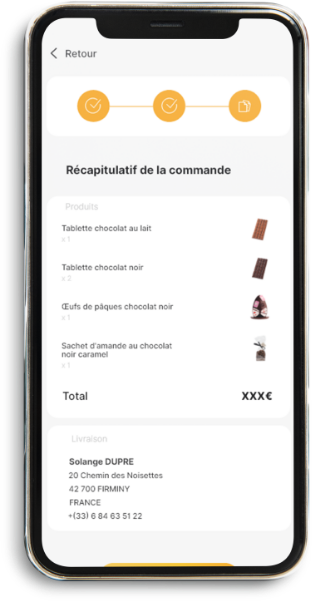 Retour
Récapitulatif de la commande
Produits
Tablette chocolat au lait
x 1
Tablette chocolat noir
x 2
Œufs de pâques chocolat noir
x 1
Sachet d'amande au chocolat
noir caramel
x 1
Total XXX€
Livraison
Solange DUPRE
20 Chemin des Noisettes
42 700 FIRMINY
FRANCE
+(33) 6 84 63 51 22